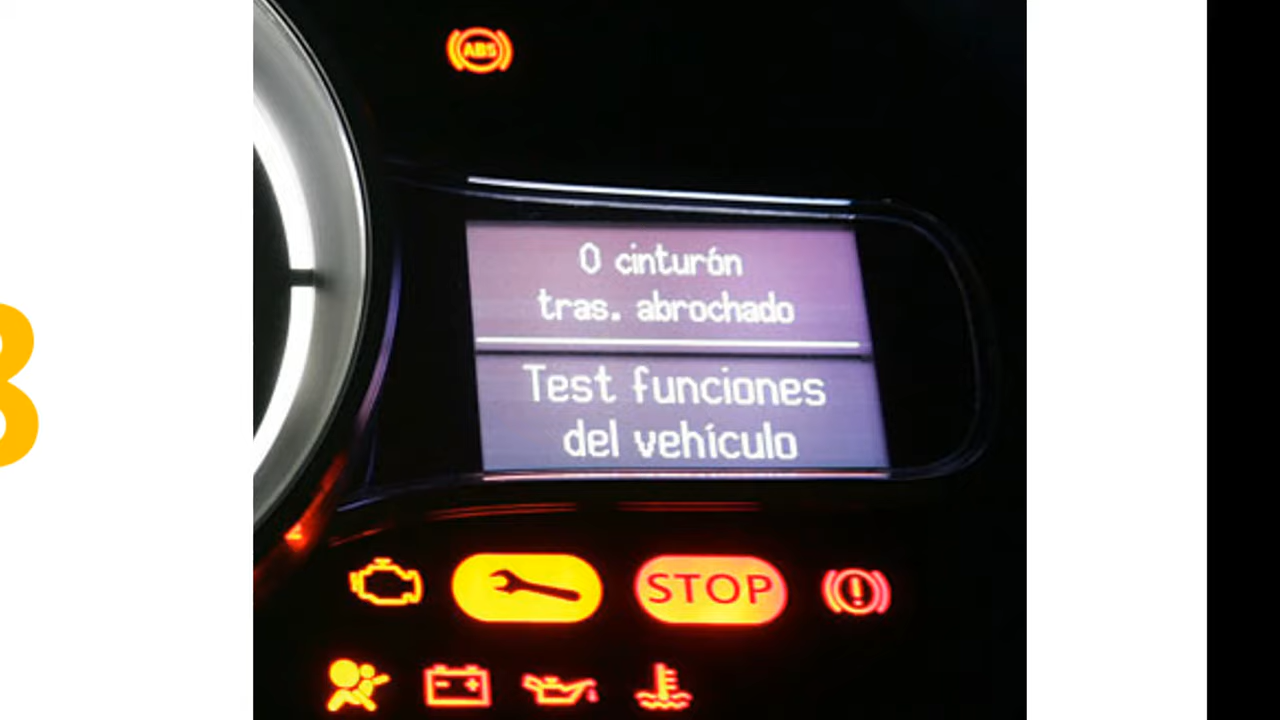 ABS
0 cinturón
tras. abrochado
Test funciones
del vehículo
STOP